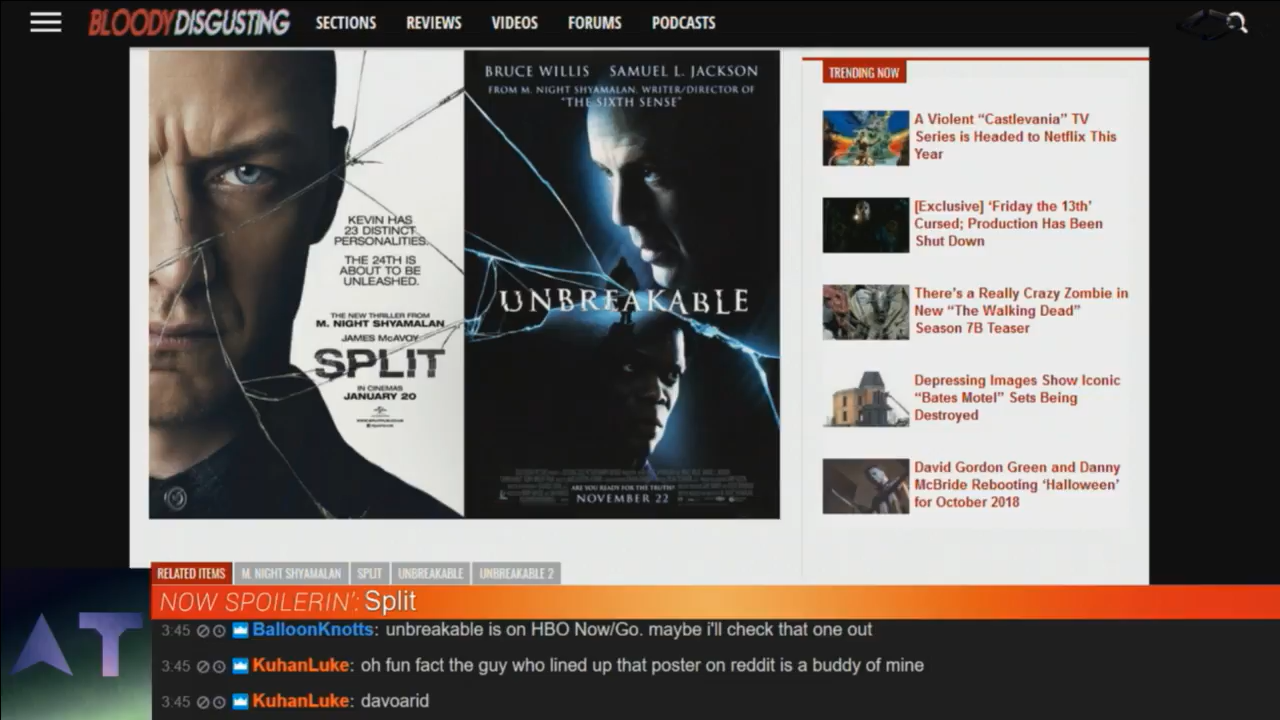 BLOODY DISGUSTING
SECTIONS
REVIEWS
VIDEOS
FORUMS
PODCASTS
KEVIN HAS
23 DISTINCT
PERSONALITIES.
THE 24TH IS
ABOUT TO BE
UNLEASHED.
THE NEW THRILLER FROM
M. NIGHT SHYAMALAN
JAMES McAVOY
SPLIT
IN CINEMAS
JANUARY 20
BRUCE WILLIS SAMUEL L. JACKSON
FROM M. NIGHT SHYAMALAN, WRITER/DIRECTOR OF
"THE SIXTH SENSE"
UNBREAKABLE
ARE YOU READY FOR THE TRUTH?
NOVEMBER 22
TRENDING NOW
A Violent “Castlevania” TV
Series is Headed to Netflix This
Year
[Exclusive] ‘Friday the 13th’
Cursed; Production Has Been
Shut Down
There’s a Really Crazy Zombie in
New “The Walking Dead”
Season 7B Teaser
Depressing Images Show Iconic
“Bates Motel” Sets Being
Destroyed
David Gordon Green and Danny
McBride Rebooting ‘Halloween’
for October 2018
RELATED ITEMS
M. NIGHT SHYAMALAN
SPLIT
UNBREAKABLE
UNBREAKABLE 2
AT
NOW SPOILERIN': Split
3:45 BalloonKnotts: unbreakable is on HBO Now/Go. maybe i'll check that one out
3:45 KuhanLuke: oh fun fact the guy who lined up that poster on reddit is a buddy of mine
3:45 KuhanLuke: davoarid